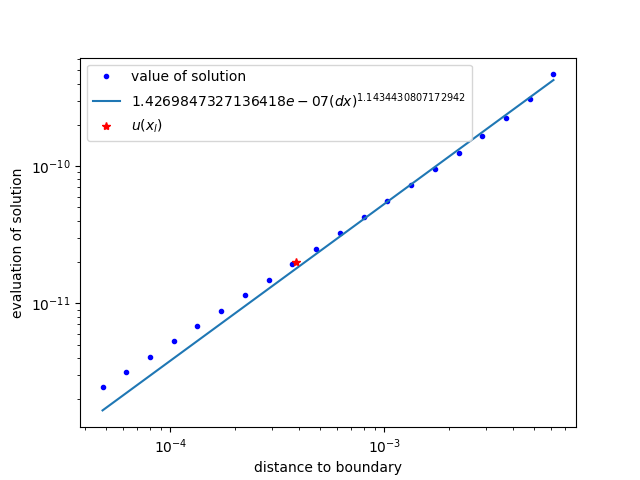 value of solution
1.4269847327136418e − 07(dx)^1.1434430807172942
u(x_l)
10^−10
10^−11
10^−4
10^−3
evaluation of solution
distance to boundary